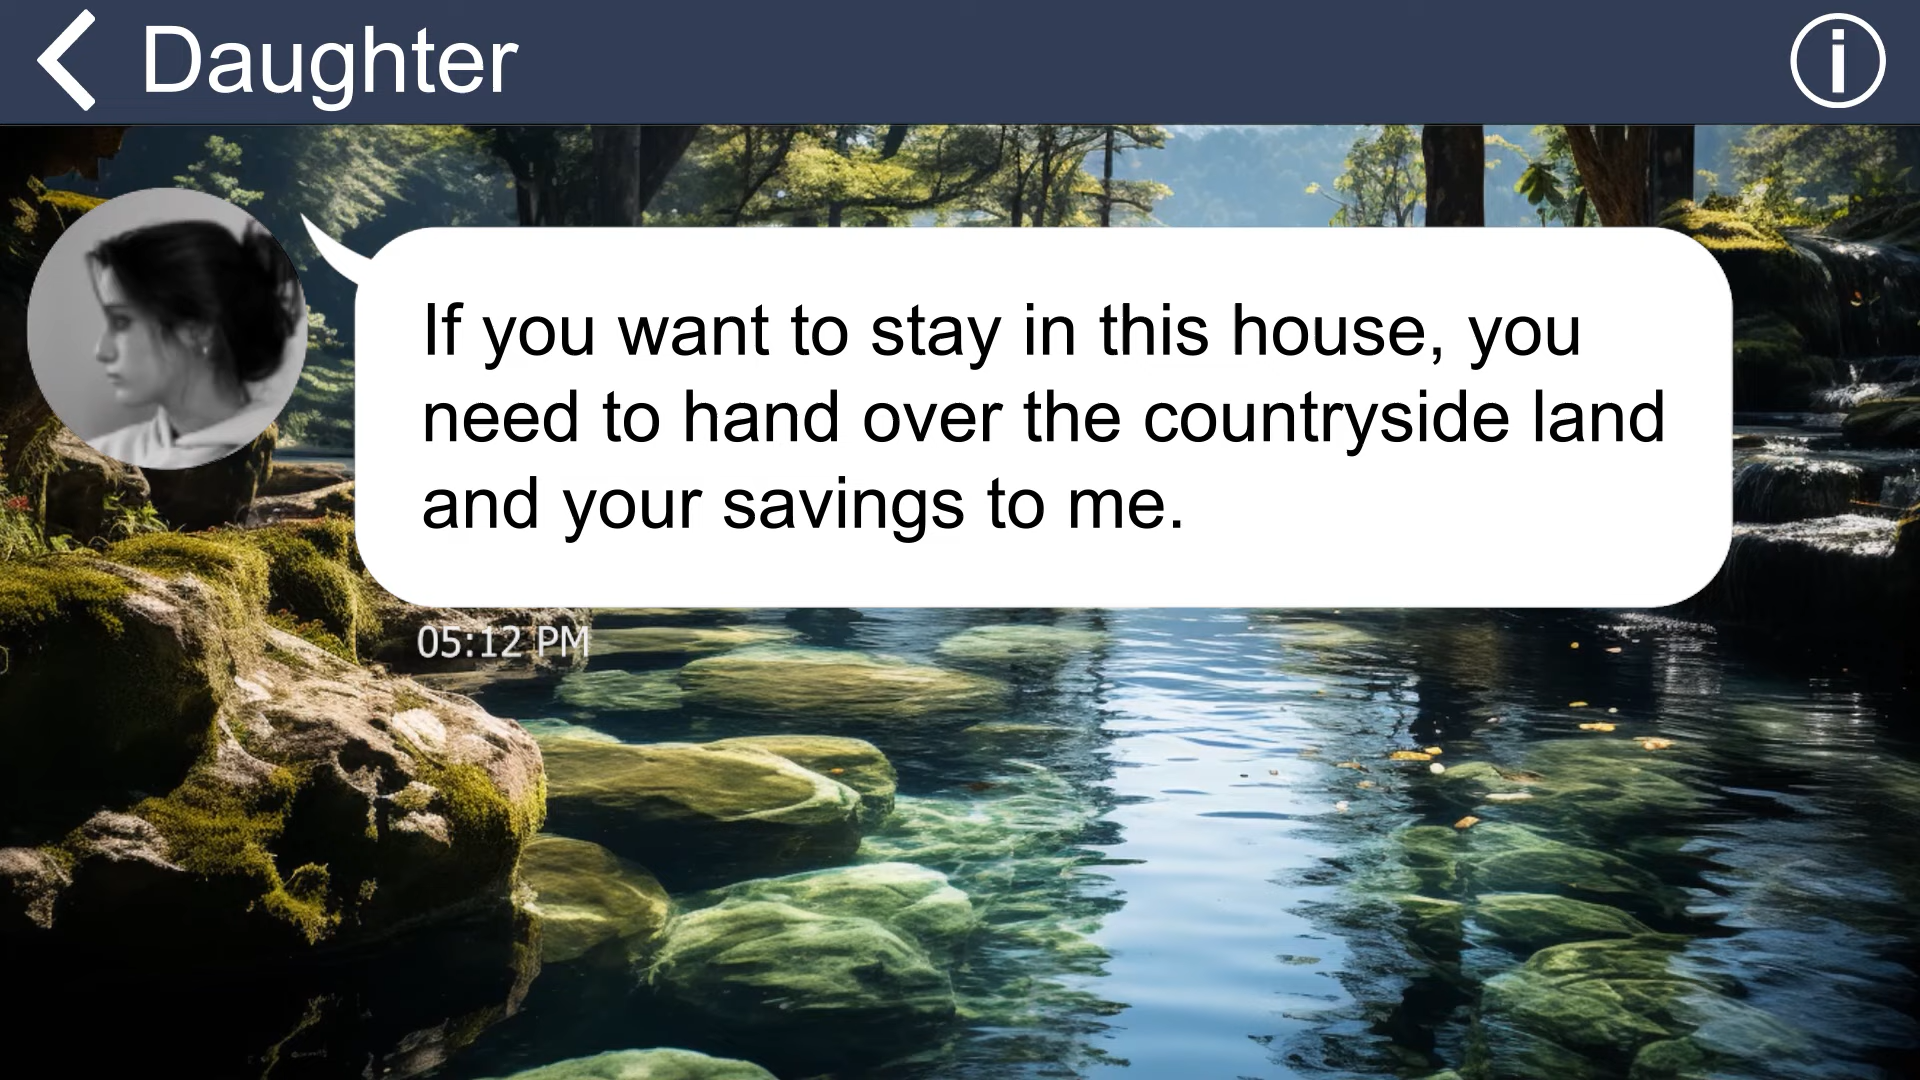 Daughter
If you want to stay in this house, you
need to hand over the countryside land
and your savings to me.
05:12 PM